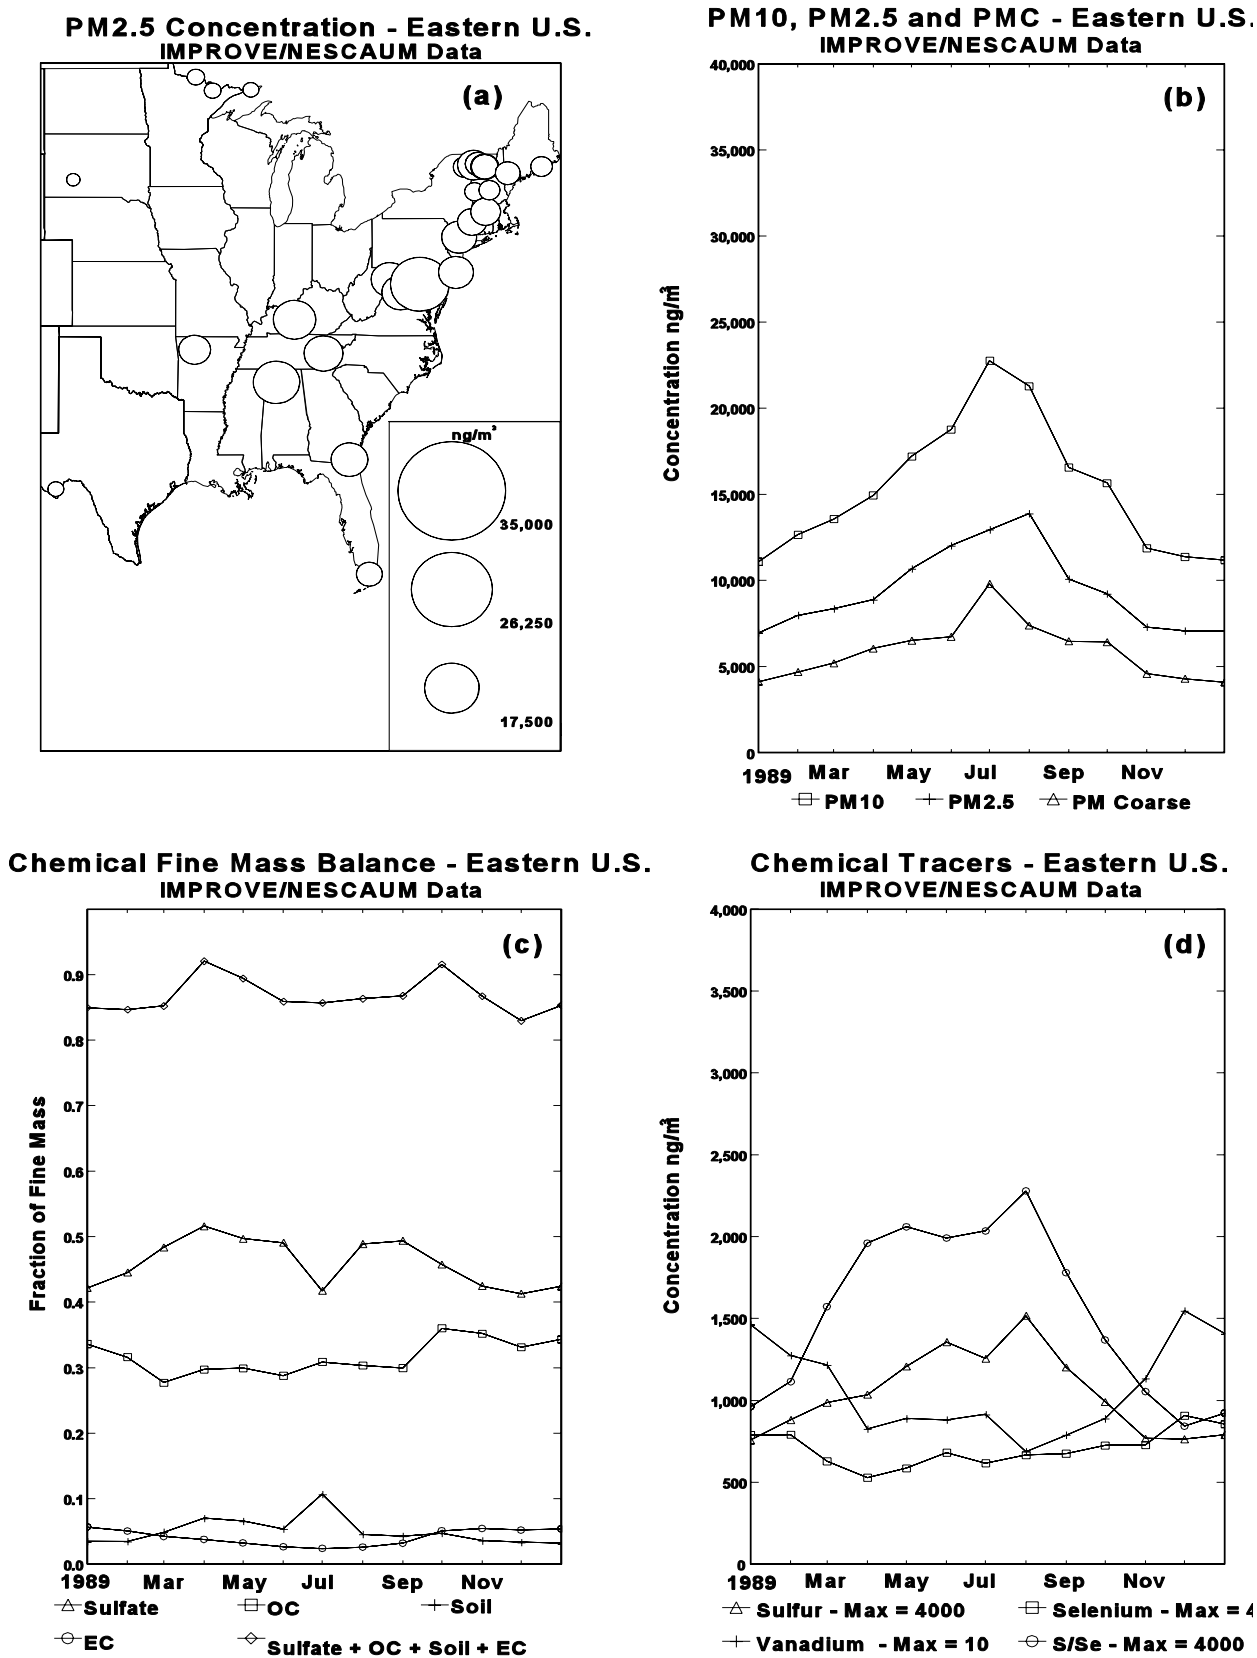 PM2.5 Concentration - Eastern U.S.
IMPROVE/NESCAUM Data
(a)
ng/m³
35,000
26,250
17,500
PM10, PM2.5 and PMC - Eastern U.S.
IMPROVE/NESCAUM Data
(b)
Concentration ng/m³
40,000
35,000
30,000
25,000
20,000
15,000
10,000
5,000
0
1989 Mar May Jul Sep Nov
PM10 PM2.5 PM Coarse
Chemical Fine Mass Balance - Eastern U.S.
IMPROVE/NESCAUM Data
(c)
Fraction of Fine Mass
0.9
0.8
0.7
0.6
0.5
0.4
0.3
0.2
0.1
0.0
1989 Mar May Jul Sep Nov
Sulfate OC Soil
EC Sulfate + OC + Soil + EC
Chemical Tracers - Eastern U.S.
IMPROVE/NESCAUM Data
(d)
Concentration ng/m³
4,000
3,500
3,000
2,500
2,000
1,500
1,000
500
0
1989 Mar May Jul Sep Nov
Sulfur - Max = 4000 Selenium - Max = 4
Vanadium - Max = 10 S/Se - Max = 4000